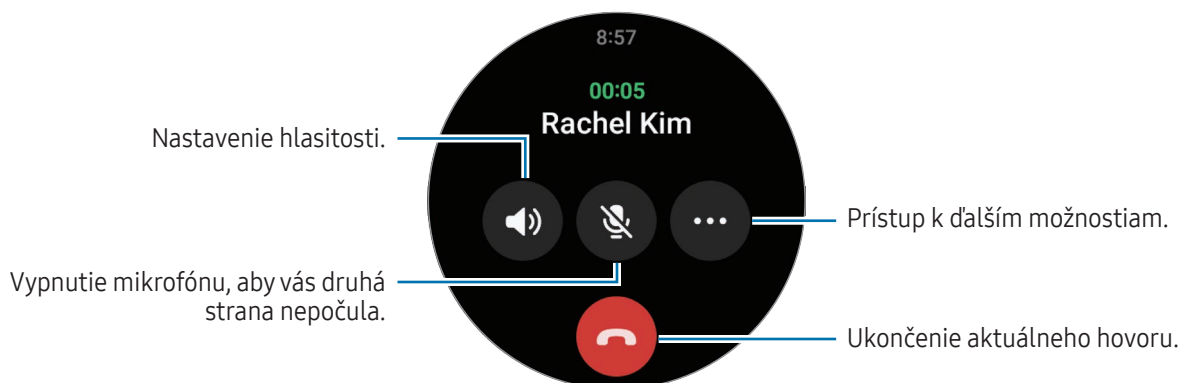 8:57
00:05
Rachel Kim
Nastavenie hlasitosti.
Prístup k ďalším možnostiam.
Vypnutie mikrofónu, aby vás druhá
strana nepočula.
Ukončenie aktuálneho hovoru.